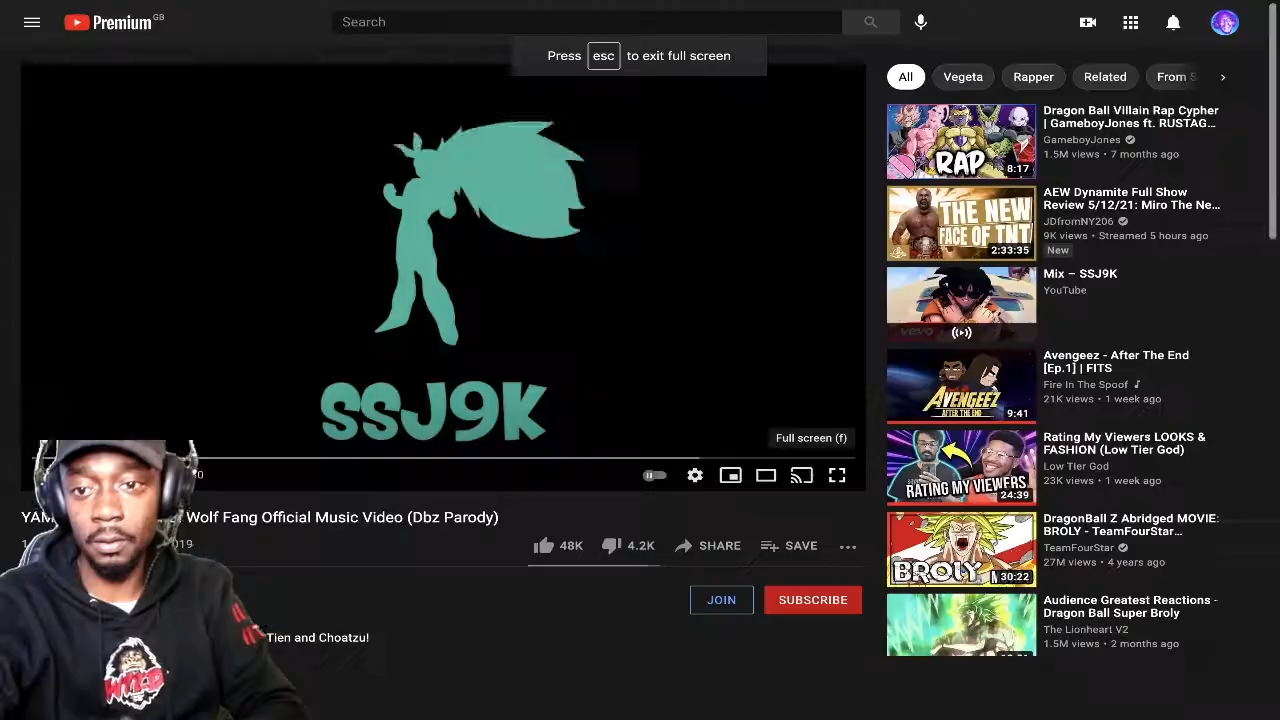 Premium GB
Search
Press esc to exit full screen
All
Vegeta
Rapper
Related
From S
SSJ9K
Full screen (f)
YAM
Wolf Fang Official Music Video (Dbz Parody)
2019
48K
4.2K
SHARE
SAVE
JOIN
SUBSCRIBE
Tien and Choatzu!
RAP
8:17
Dragon Ball Villain Rap Cypher
| GameboyJones ft. RUSTAG...
GameboyJones
1.5M views • 7 months ago
THE NEW
FACE OF TNT
2:33:35
AEW Dynamite Full Show
Review 5/12/21: Miro The Ne...
JDfromNY206
9K views • Streamed 5 hours ago
New
vevo
Mix – SSJ9K
YouTube
AVENGEEZ
AFTER THE END
9:41
Avengeez - After The End
[Ep.1] | FITS
Fire In The Spoof
21K views • 1 week ago
RATING MY VIEWERS
24:39
Rating My Viewers LOOKS &
FASHION (Low Tier God)
Low Tier God
23K views • 1 week ago
BROLY
30:22
DragonBall Z Abridged MOVIE:
BROLY - TeamFourStar...
TeamFourStar
27M views • 4 years ago
Audience Greatest Reactions -
Dragon Ball Super Broly
The Lionheart V2
1.5M views • 2 months ago